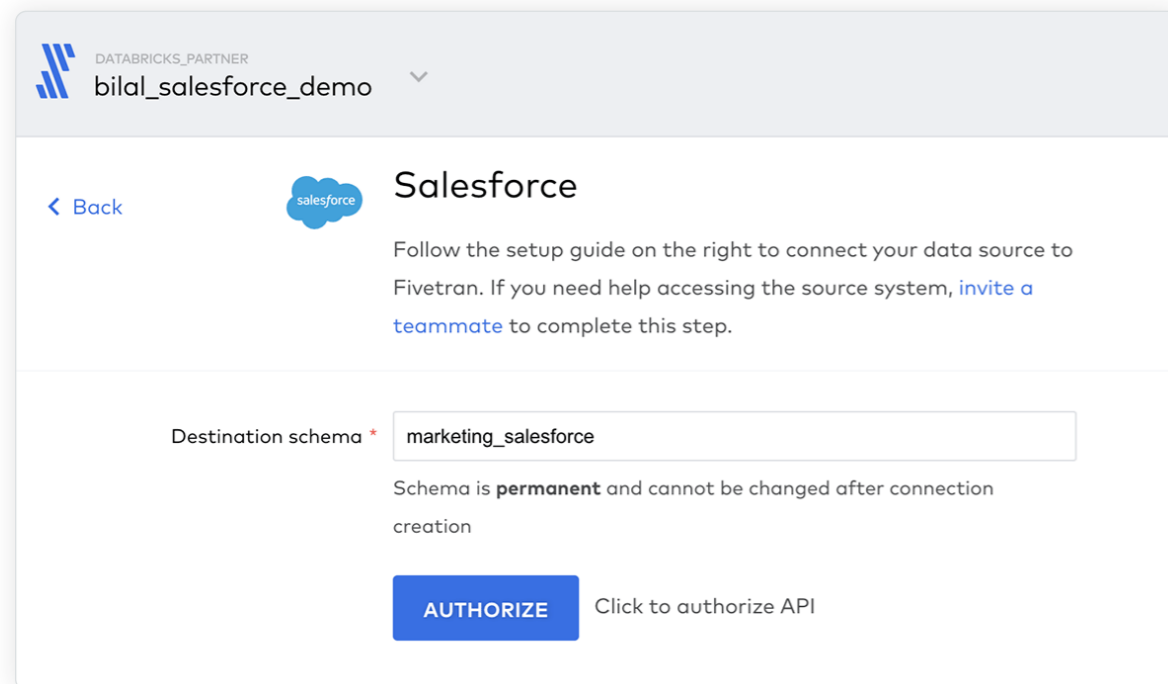 DATABRICKS_PARTNER
bilal_salesforce_demo
Back
salesforce
Salesforce
Follow the setup guide on the right to connect your data source to
Fivetran. If you need help accessing the source system, invite a
teammate to complete this step.
Destination schema *
marketing_salesforce
Schema is permanent and cannot be changed after connection
creation
AUTHORIZE
Click to authorize API